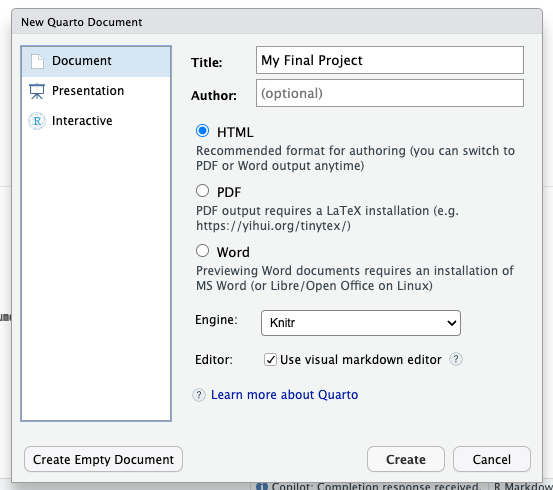 New Quarto Document
Document
Presentation
Interactive
Title:
My Final Project
Author:
(optional)
HTML
Recommended format for authoring (you can switch to
PDF or Word output anytime)
PDF
PDF output requires a LaTeX installation (e.g.
https://yihui.org/tinytex/)
Word
Previewing Word documents requires an installation of
MS Word (or Libre/Open Office on Linux)
Engine:
Knitr
Editor:
Use visual markdown editor
?
? Learn more about Quarto
Create Empty Document
Create
Cancel
Copilot: Completion response received.
R Markdow